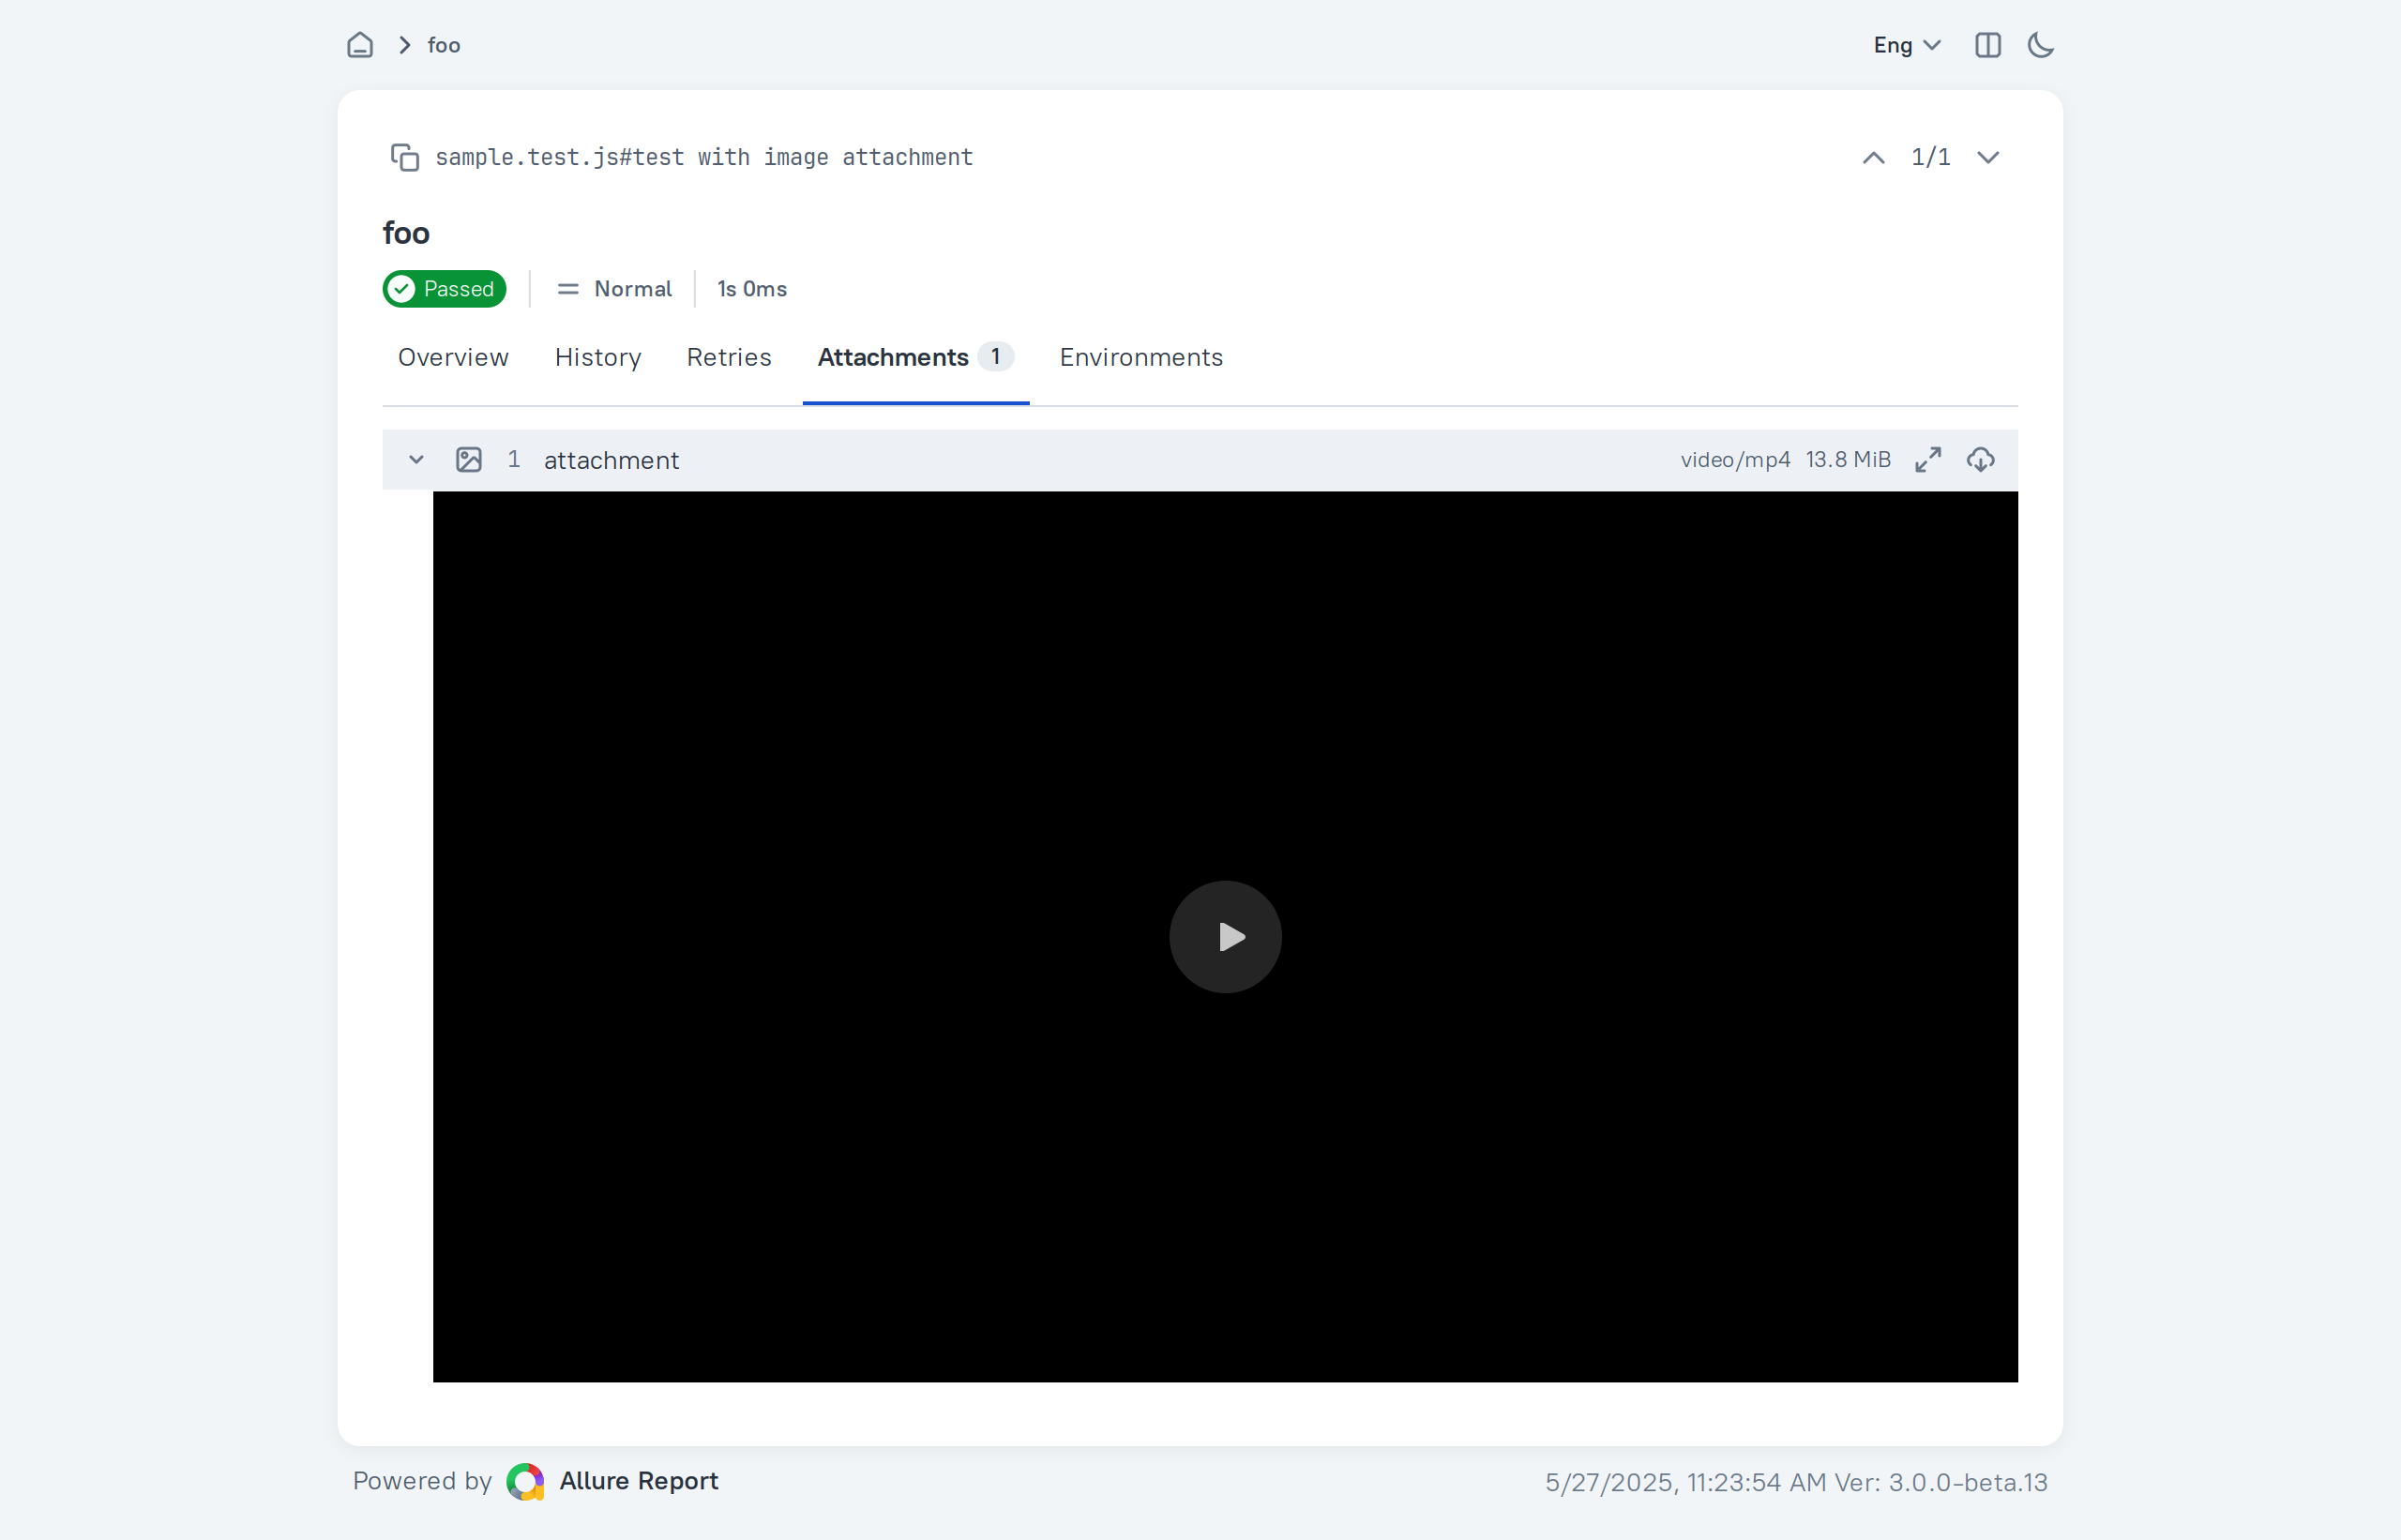 foo
Eng
sample.test.js#test with image attachment
1/1
foo
Passed
Normal
1s 0ms
Overview
History
Retries
Attachments 1
Environments
1 attachment
video/mp4 13.8 MiB
Powered by Allure Report
5/27/2025, 11:23:54 AM Ver: 3.0.0-beta.13